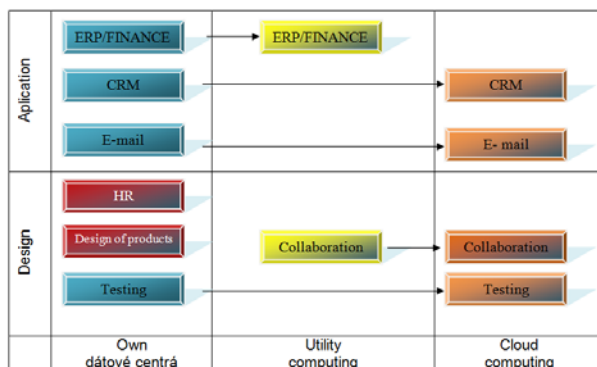 Aplication
ERP/FINANCE
ERP/FINANCE
CRM
CRM
E-mail
E- mail
Design
HR
Design of products
Collaboration
Collaboration
Testing
Testing
Own
dátové centrá
Utility
computing
Cloud
computing